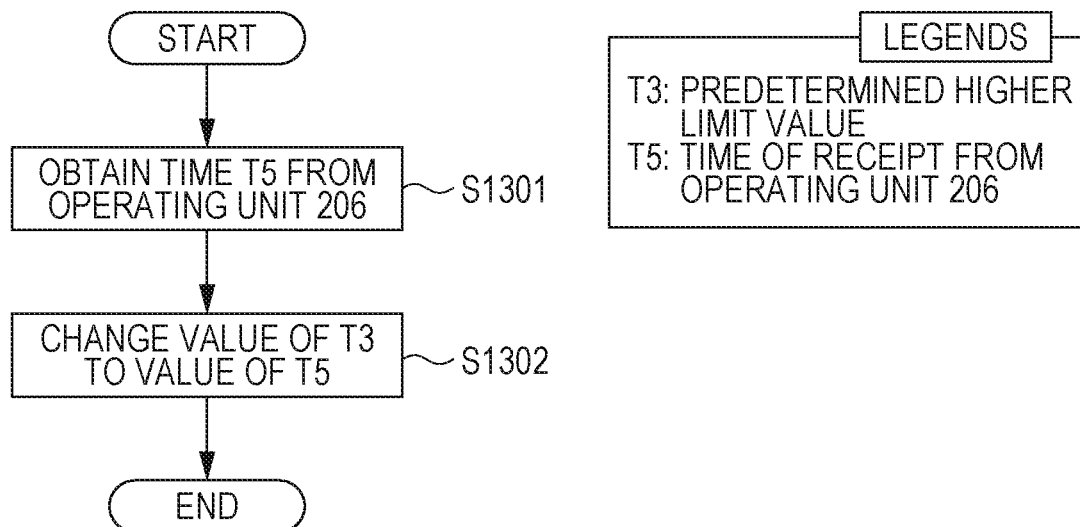 START
OBTAIN TIME T5 FROM
OPERATING UNIT 206
S1301
CHANGE VALUE OF T3
TO VALUE OF T5
S1302
END
LEGENDS
T3: PREDETERMINED HIGHER
LIMIT VALUE
T5: TIME OF RECEIPT FROM
OPERATING UNIT 206